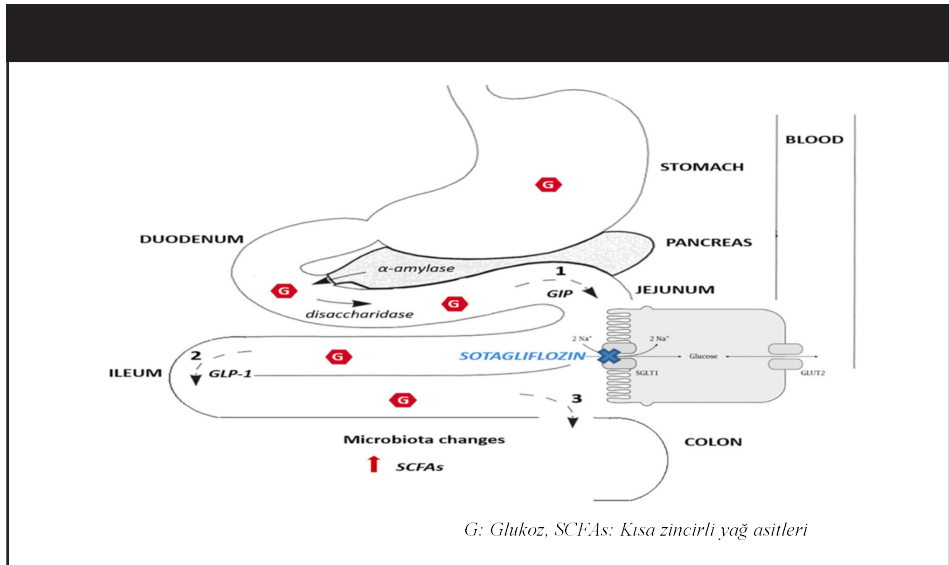 BLOOD
STOMACH
G
DUODENUM
PANCREAS
α-amylase
1
G
G
GIP
JEJUNUM
disaccharidase
2 Na⁺
2 Na⁺
2
G
SOTAGLIFLOZIN
Glucose
ILEUM
GLP-1
SGLT1
GLUT2
G
3
Microbiota changes
COLON
SCFAs
G: Glukoz, SCFAs: Kısa zincirli yağ asitleri